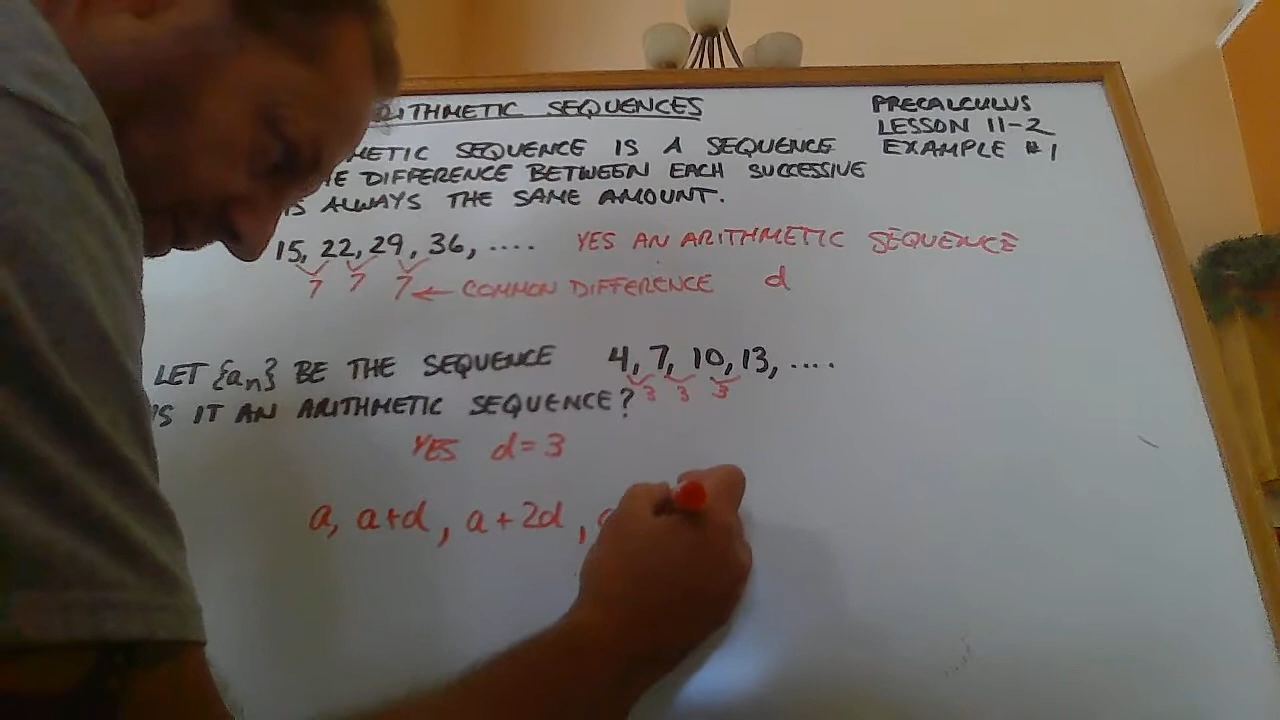 RITHMETIC SEQUENCES
METIC SEQUENCE IS A SEQUENCE
DIFFERENCE BETWEEN EACH SUCCESSIVE
ALWAYS THE SAME AMOUNT.
PRECALCULUS
LESSON 11-2
EXAMPLE #1
15, 22, 29, 36, .... YES AN ARITHMETIC SEQUENCE
7 7 7 ← COMMON DIFFERENCE d
LET {aₙ} BE THE SEQUENCE 4, 7, 10, 13, ....
3 3 3
IS IT AN ARITHMETIC SEQUENCE?
YES d=3
a, a+d, a+2d,